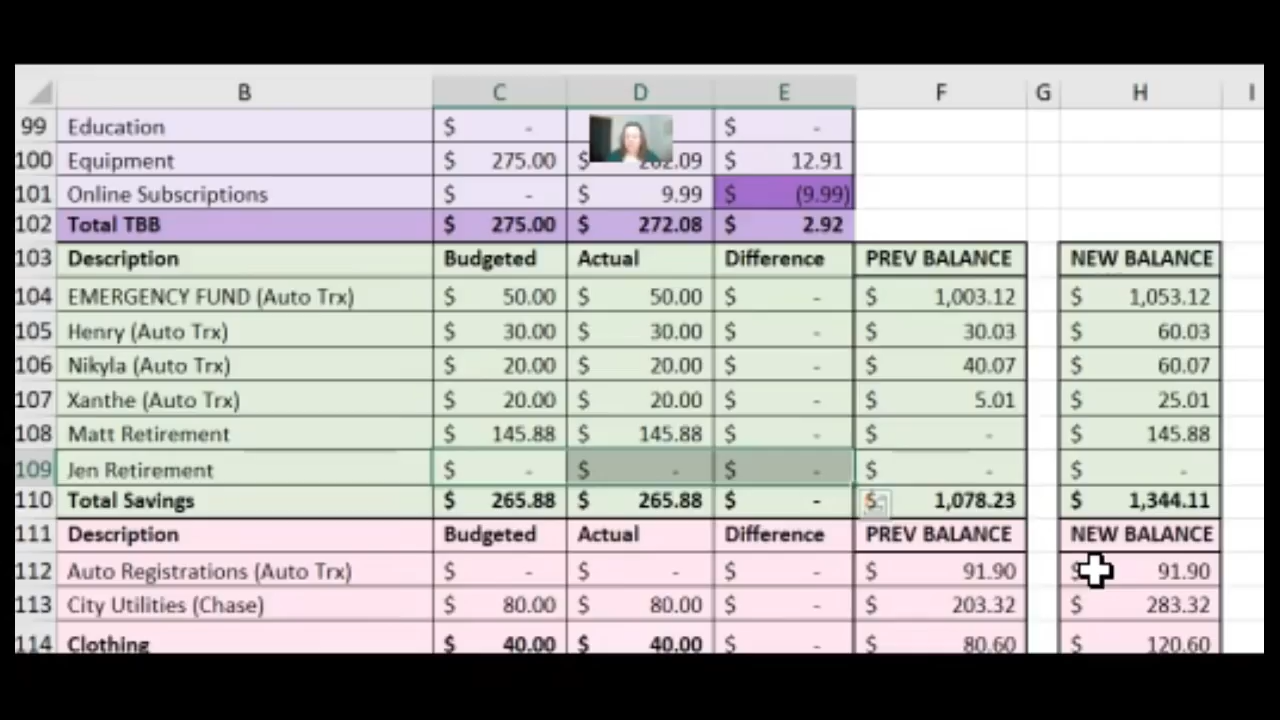 B C D E F G H I
99 Education $ - $ -
100 Equipment $ 275.00 $ .09 $ 12.91
101 Online Subscriptions $ - $ 9.99 $ (9.99)
102 Total TBB $ 275.00 $ 272.08 $ 2.92
103 Description Budgeted Actual Difference PREV BALANCE NEW BALANCE
104 EMERGENCY FUND (Auto Trx) $ 50.00 $ 50.00 $ - $ 1,003.12 $ 1,053.12
105 Henry (Auto Trx) $ 30.00 $ 30.00 $ - $ 30.03 $ 60.03
106 Nikyla (Auto Trx) $ 20.00 $ 20.00 $ - $ 40.07 $ 60.07
107 Xanthe (Auto Trx) $ 20.00 $ 20.00 $ - $ 5.01 $ 25.01
108 Matt Retirement $ 145.88 $ 145.88 $ - $ - $ 145.88
109 Jen Retirement $ - $ - $ - $ - $ -
110 Total Savings $ 265.88 $ 265.88 $ - $ 1,078.23 $ 1,344.11
111 Description Budgeted Actual Difference PREV BALANCE NEW BALANCE
112 Auto Registrations (Auto Trx) $ - $ - $ - $ 91.90 $ 91.90
113 City Utilities (Chase) $ 80.00 $ 80.00 $ - $ 203.32 $ 283.32
114 Clothing $ 40.00 $ 40.00 $ - $ 80.60 $ 120.60